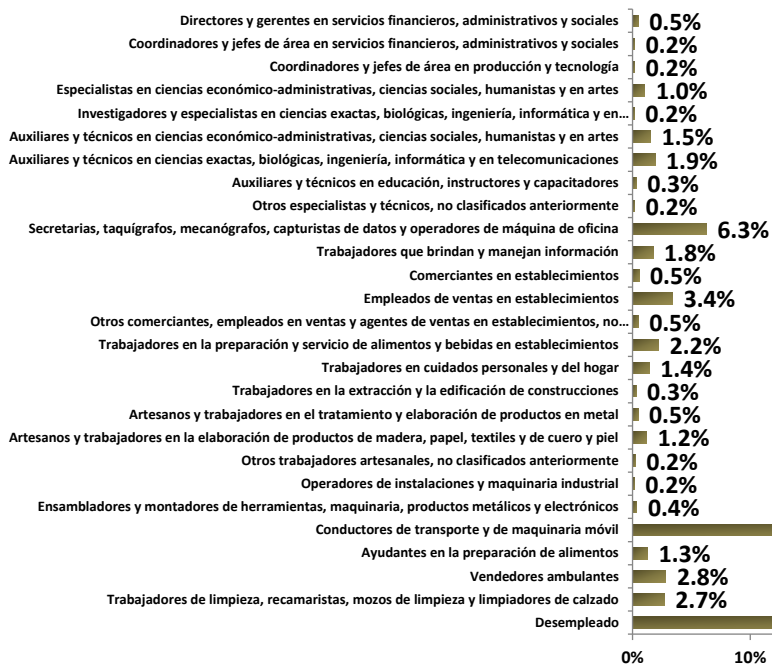 Directores y gerentes en servicios financieros, administrativos y sociales 0.5%
Coordinadores y jefes de área en servicios financieros, administrativos y sociales 0.2%
Coordinadores y jefes de área en producción y tecnología 0.2%
Especialistas en ciencias económico-administrativas, ciencias sociales, humanistas y en artes 1.0%
Investigadores y especialistas en ciencias exactas, biológicas, ingeniería, informática y en... 0.2%
Auxiliares y técnicos en ciencias económico-administrativas, ciencias sociales, humanistas y en artes 1.5%
Auxiliares y técnicos en ciencias exactas, biológicas, ingeniería, informática y en telecomunicaciones 1.9%
Auxiliares y técnicos en educación, instructores y capacitadores 0.3%
Otros especialistas y técnicos, no clasificados anteriormente 0.2%
Secretarias, taquígrafos, mecanógrafos, capturistas de datos y operadores de máquina de oficina 6.3%
Trabajadores que brindan y manejan información 1.8%
Comerciantes en establecimientos 0.5%
Empleados de ventas en establecimientos 3.4%
Otros comerciantes, empleados en ventas y agentes de ventas en establecimientos, no... 0.5%
Trabajadores en la preparación y servicio de alimentos y bebidas en establecimientos 2.2%
Trabajadores en cuidados personales y del hogar 1.4%
Trabajadores en la extracción y la edificación de construcciones 0.3%
Artesanos y trabajadores en el tratamiento y elaboración de productos en metal 0.5%
Artesanos y trabajadores en la elaboración de productos de madera, papel, textiles y de cuero y piel 1.2%
Otros trabajadores artesanales, no clasificados anteriormente 0.2%
Operadores de instalaciones y maquinaria industrial 0.2%
Ensambladores y montadores de herramientas, maquinaria, productos metálicos y electrónicos 0.4%
Conductores de transporte y de maquinaria móvil
Ayudantes en la preparación de alimentos 1.3%
Vendedores ambulantes 2.8%
Trabajadores de limpieza, recamaristas, mozos de limpieza y limpiadores de calzado 2.7%
Desempleado
0% 10%